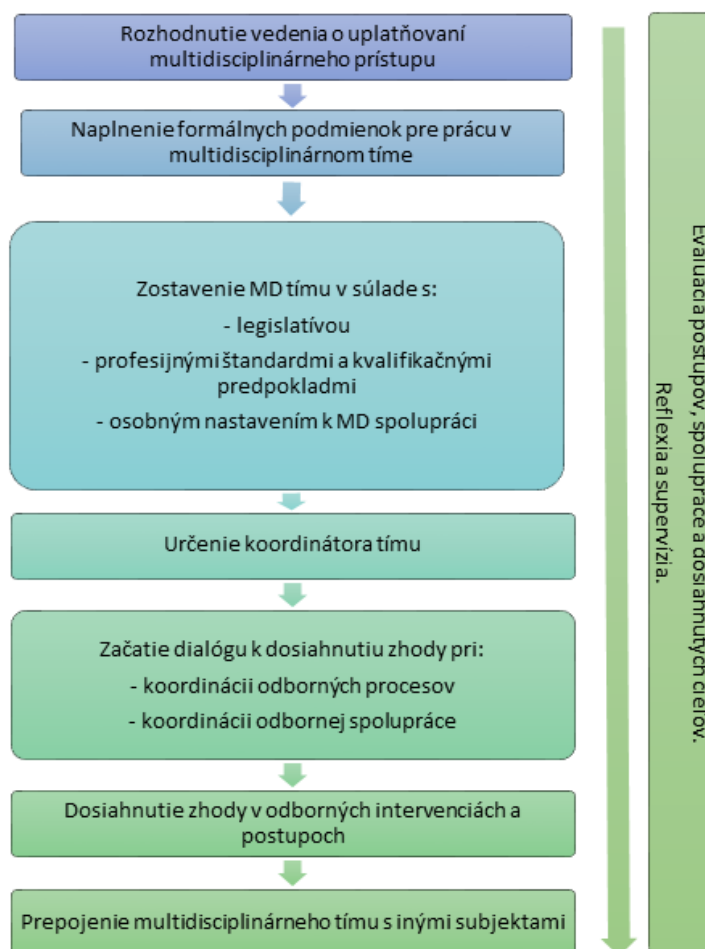 Rozhodnutie vedenia o uplatňovaní
multidisciplinárneho prístupu
Naplnenie formálnych podmienok pre prácu v
multidisciplinárnom tíme
Zostavenie MD tímu v súlade s:
- legislatívou
- profesijnými štandardmi a kvalifikačnými
predpokladmi
- osobným nastavením k MD spolupráci
Určenie koordinátora tímu
Začatie dialógu k dosiahnutiu zhody pri:
- koordinácii odborných procesov
- koordinácii odbornej spolupráce
Dosiahnutie zhody v odborných intervenciách a
postupoch
Prepojenie multidisciplinárneho tímu s inými subjektami
Evaluácia postupov, spolupráce a dosiahnutých cieľov.
Reflexia a supervízia.